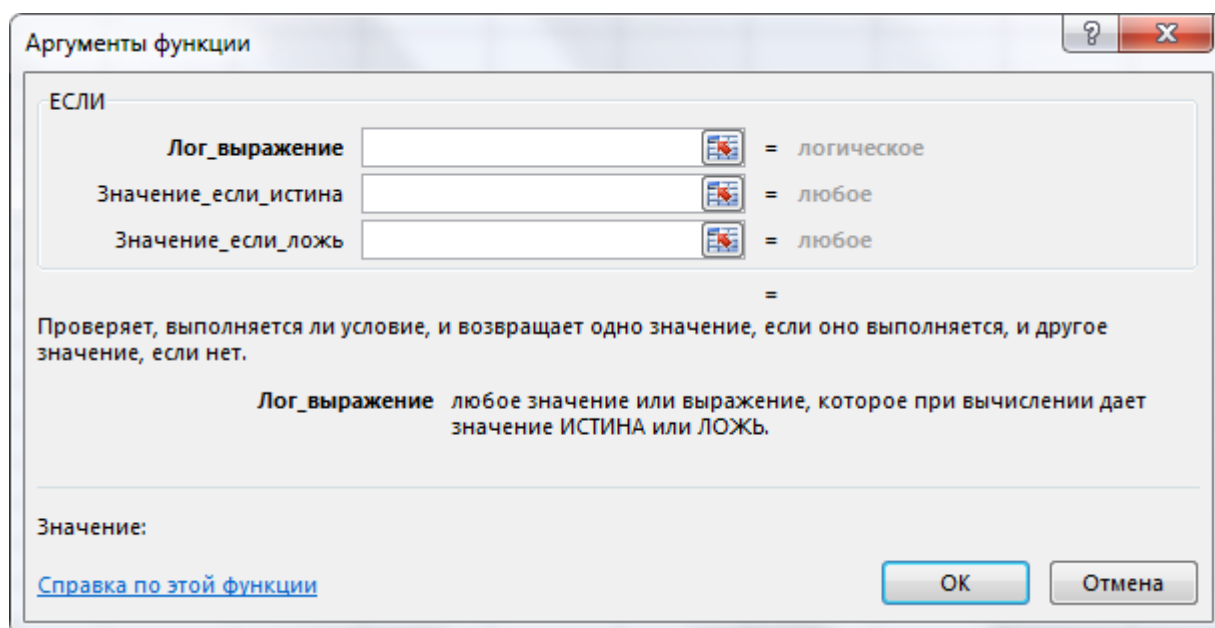 Аргументы функции
ЕСЛИ
Лог_выражение = логическое
Значение_если_истина = любое
Значение_если_ложь = любое
=
Проверяет, выполняется ли условие, и возвращает одно значение, если оно выполняется, и другое
значение, если нет.
Лог_выражение любое значение или выражение, которое при вычислении дает
значение ИСТИНА или ЛОЖЬ.
Значение:
Справка по этой функции ОК Отмена